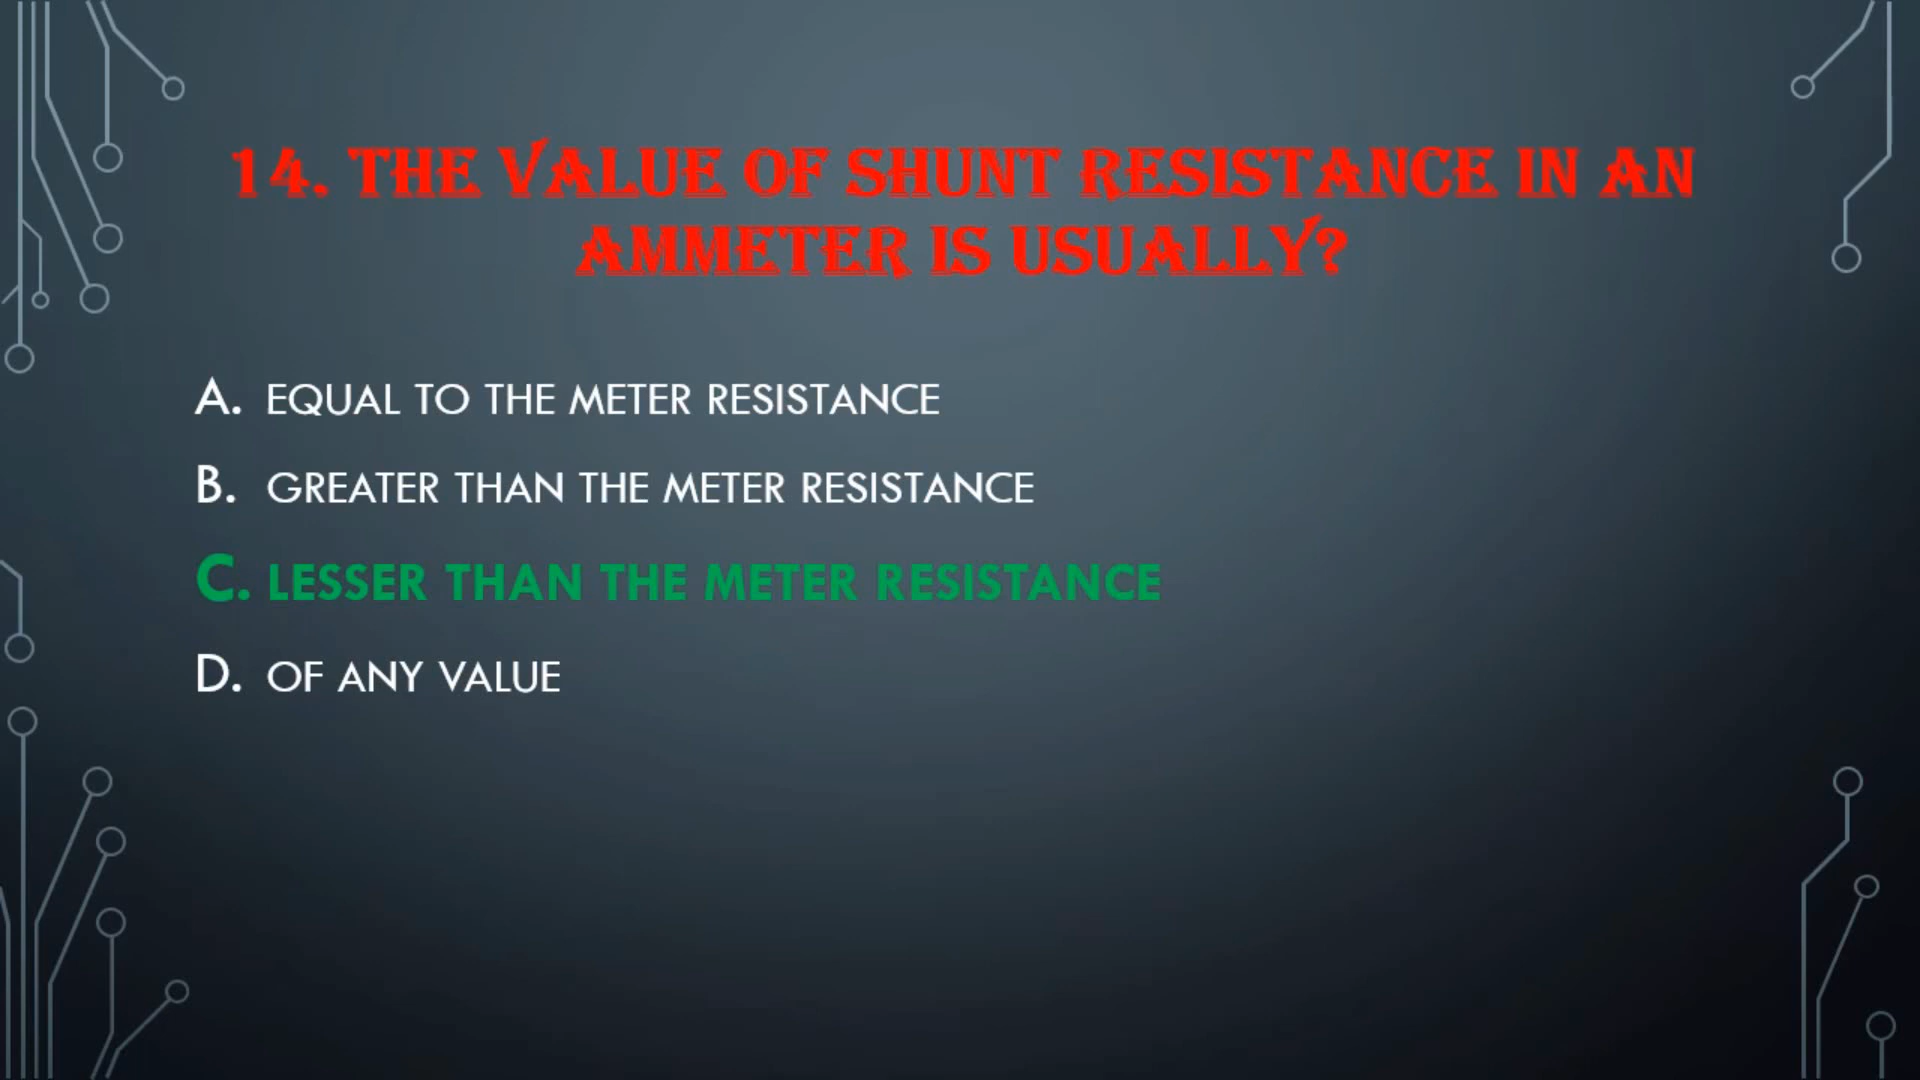 14. THE VALUE OF SHUNT RESISTANCE IN AN
AMMETER IS USUALLY?
A. EQUAL TO THE METER RESISTANCE
B. GREATER THAN THE METER RESISTANCE
C. LESSER THAN THE METER RESISTANCE
D. OF ANY VALUE